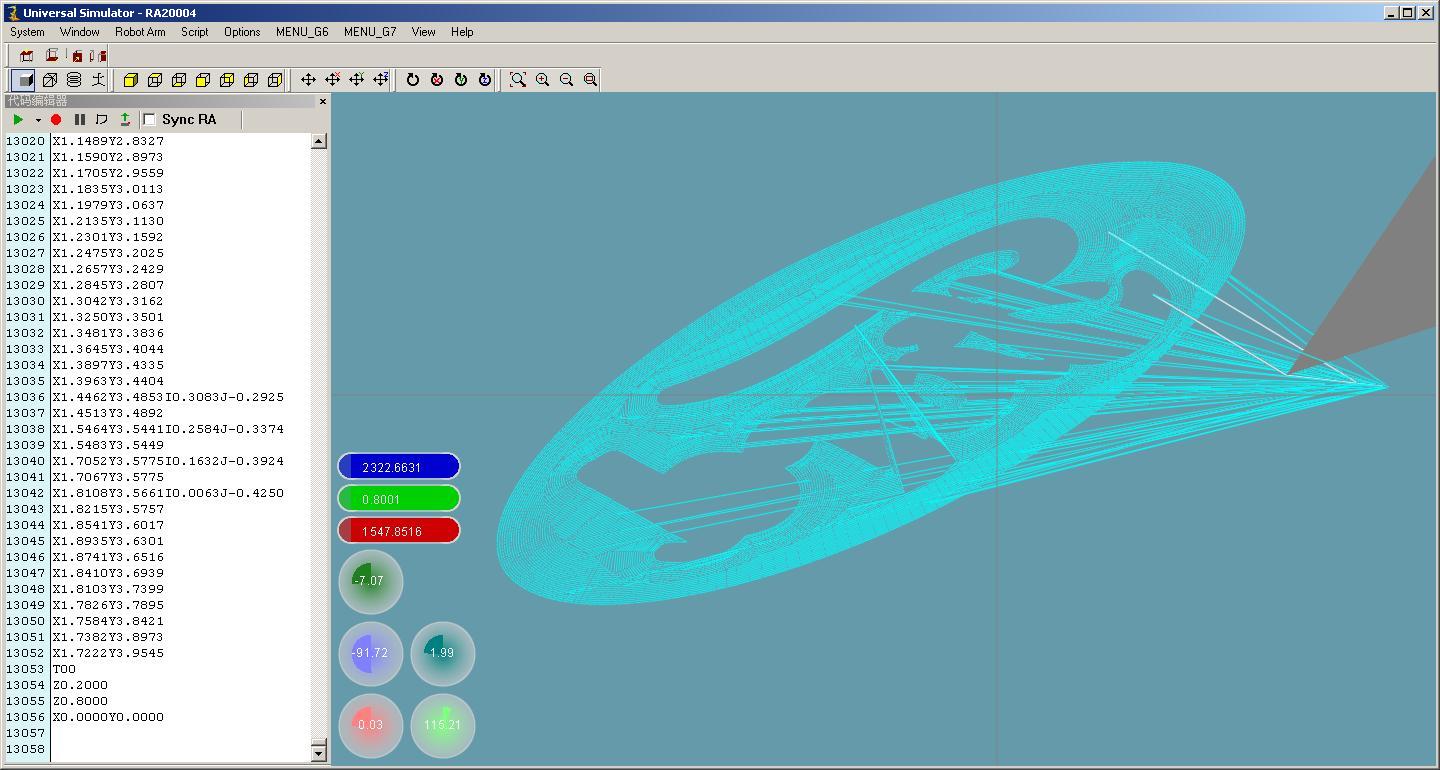 Universal Simulator - RA20004
System Window Robot Arm Script Options MENU_G6 MENU_G7 View Help
代码编辑器
Sync RA
13020 X1.1489Y2.8327
13021 X1.1590Y2.8973
13022 X1.1705Y2.9559
13023 X1.1835Y3.0113
13024 X1.1979Y3.0637
13025 X1.2135Y3.1130
13026 X1.2301Y3.1592
13027 X1.2475Y3.2025
13028 X1.2657Y3.2429
13029 X1.2845Y3.2807
13030 X1.3042Y3.3162
13031 X1.3250Y3.3501
13032 X1.3481Y3.3836
13033 X1.3645Y3.4044
13034 X1.3897Y3.4335
13035 X1.3963Y3.4404
13036 X1.4462Y3.4853I0.3083J-0.2925
13037 X1.4513Y3.4892
13038 X1.5464Y3.5441I0.2584J-0.3374
13039 X1.5483Y3.5449
13040 X1.7052Y3.5775I0.1632J-0.3924
13041 X1.7067Y3.5775
13042 X1.8108Y3.5661I0.0063J-0.4250
13043 X1.8215Y3.5757
13044 X1.8541Y3.6017
13045 X1.8935Y3.6301
13046 X1.8741Y3.6516
13047 X1.8410Y3.6939
13048 X1.8103Y3.7399
13049 X1.7826Y3.7895
13050 X1.7584Y3.8421
13051 X1.7382Y3.8973
13052 X1.7222Y3.9545
13053 T00
13054 Z0.2000
13055 Z0.8000
13056 X0.0000Y0.0000
13057
13058
2322.6631
0.8001
1547.8516
-7.07
-91.72 -1.99
-0.03 115.21